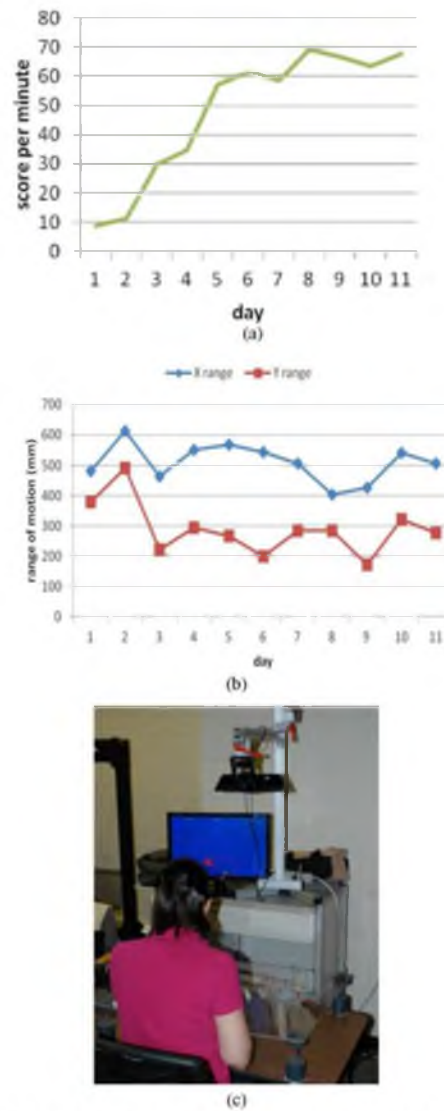 80
70
60
50
40
30
20
10
0
score per minute
1 2 3 4 5 6 7 8 9 10 11
day
(a)
X range Y range
700
600
500
400
300
200
100
0
range of motion (mm)
1 2 3 4 5 6 7 8 9 10 11
day
(b)
(c)